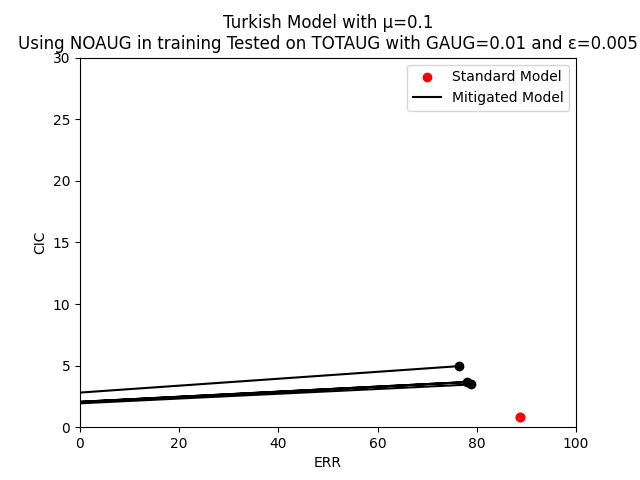 Turkish Model with μ=0.1
Using NOAUG in training Tested on TOTAUG with GAUG=0.01 and ε=0.005
Standard Model
Mitigated Model
30
25
20
15
10
5
0
CIC
0 20 40 60 80 100
ERR